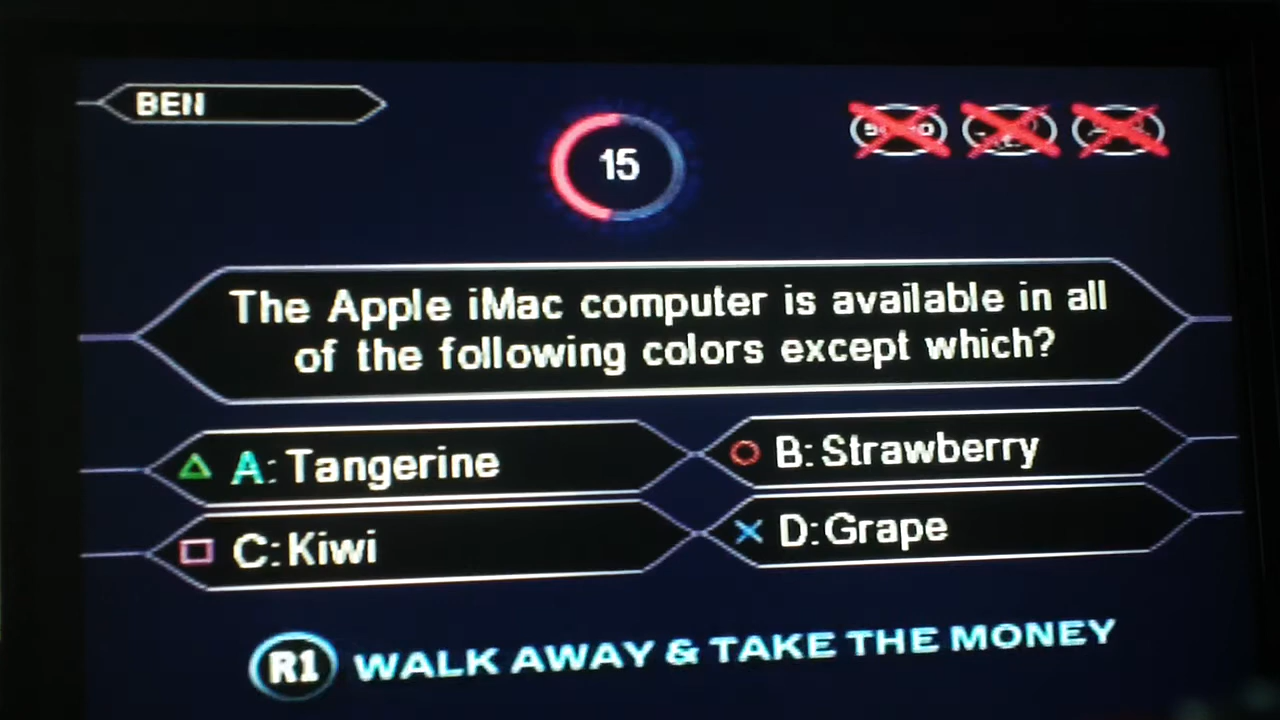 BEN
15
The Apple iMac computer is available in all
of the following colors except which?
A: Tangerine
B: Strawberry
C: Kiwi
D: Grape
R1 WALK AWAY & TAKE THE MONEY